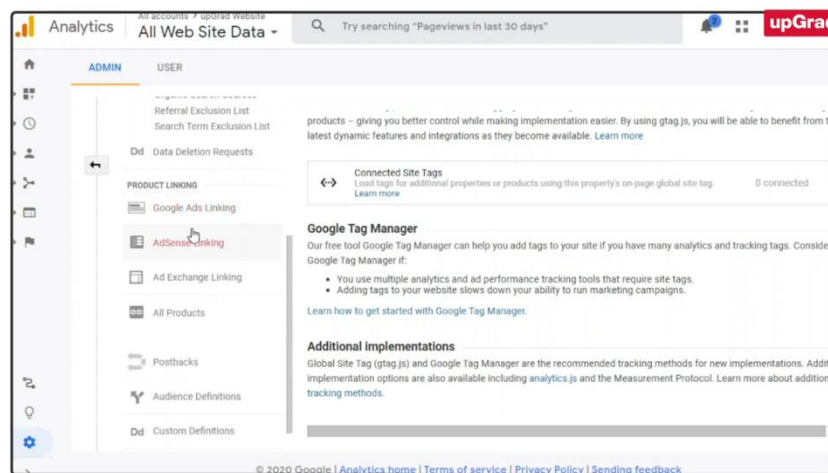 Analytics
All accounts > upGrad Website
All Web Site Data
Try searching "Pageviews in last 30 days"
2
upGrad
ADMIN
USER
Organic Search Sources
Referral Exclusion List
Search Term Exclusion List
Dd Data Deletion Requests
PRODUCT LINKING
Google Ads Linking
AdSense Linking
Ad Exchange Linking
All Products
Postbacks
Audience Definitions
Dd Custom Definitions
products – giving you better control while making implementation easier. By using gtag.js, you will be able to benefit from t
latest dynamic features and integrations as they become available. Learn more
Connected Site Tags
Load tags for additional properties or products using this property's on-page global site tag.
Learn more
0 connected
Google Tag Manager
Our free tool Google Tag Manager can help you add tags to your site if you have many analytics and tracking tags. Conside
Google Tag Manager if:
• You use multiple analytics and ad performance tracking tools that require site tags.
• Adding tags to your website slows down your ability to run marketing campaigns.
Learn how to get started with Google Tag Manager.
Additional implementations
Global Site Tag (gtag.js) and Google Tag Manager are the recommended tracking methods for new implementations. Addit
implementation options are also available including analytics.js and the Measurement Protocol. Learn more about addition
tracking methods.
© 2020 Google | Analytics home | Terms of service | Privacy Policy | Sending feedback